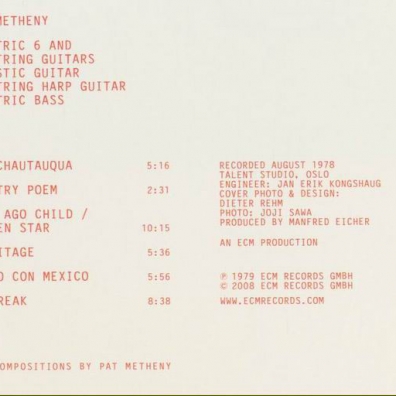 METHENY
TRIC 6 AND
TRING GUITARS
STIC GUITAR
STRING HARP GUITAR
TRIC BASS
CHAUTAUQUA 5:16
TRY POEM 2:31
AGO CHILD /
EN STAR 10:15
ITAGE 5:36
O CON MEXICO 5:56
REAK 8:38
OMPOSITIONS BY PAT METHENY
RECORDED AUGUST 1978
TALENT STUDIO, OSLO
ENGINEER: JAN ERIK KONGSHAUG
COVER PHOTO & DESIGN:
DIETER REHM
PHOTO: JOJI SAWA
PRODUCED BY MANFRED EICHER
AN ECM PRODUCTION
℗ 1979 ECM RECORDS GMBH
© 2008 ECM RECORDS GMBH
WWW.ECMRECORDS.COM